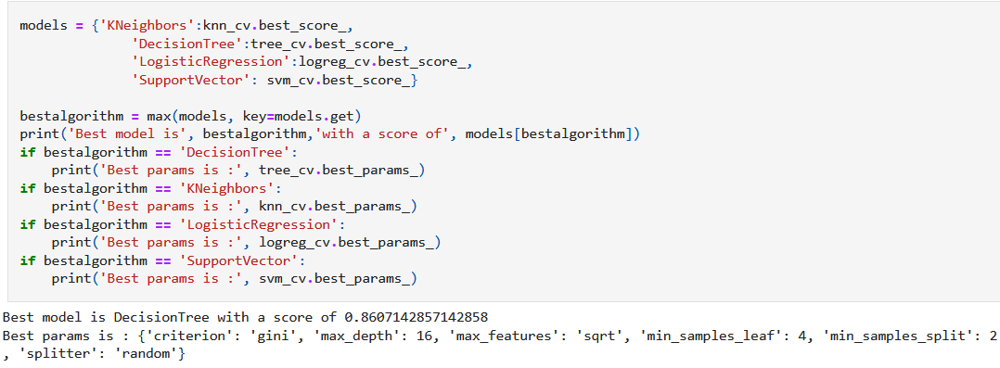 models = {'KNeighbors':knn_cv.best_score_,
              'DecisionTree':tree_cv.best_score_,
              'LogisticRegression':logreg_cv.best_score_,
              'SupportVector': svm_cv.best_score_}

bestalgorithm = max(models, key=models.get)
print('Best model is', bestalgorithm,'with a score of', models[bestalgorithm])
if bestalgorithm == 'DecisionTree':
    print('Best params is :', tree_cv.best_params_)
if bestalgorithm == 'KNeighbors':
    print('Best params is :', knn_cv.best_params_)
if bestalgorithm == 'LogisticRegression':
    print('Best params is :', logreg_cv.best_params_)
if bestalgorithm == 'SupportVector':
    print('Best params is :', svm_cv.best_params_)
Best model is DecisionTree with a score of 0.8607142857142858
Best params is : {'criterion': 'gini', 'max_depth': 16, 'max_features': 'sqrt', 'min_samples_leaf': 4, 'min_samples_split': 2
, 'splitter': 'random'}